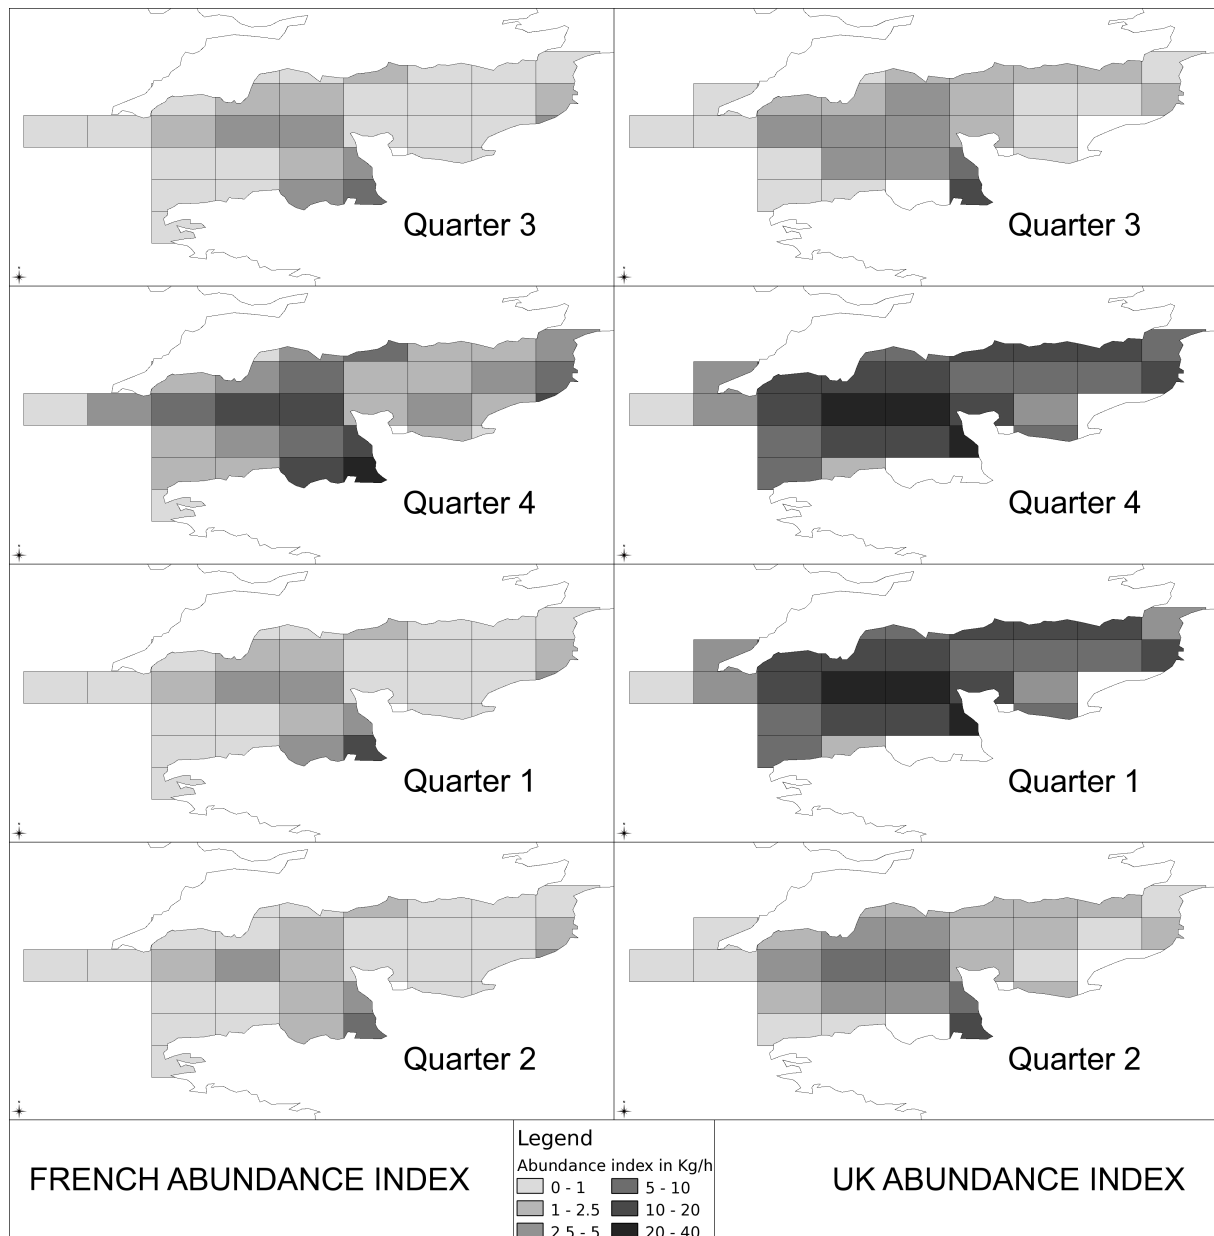 Quarter 3
Quarter 3
Quarter 4
Quarter 4
Quarter 1
Quarter 1
Quarter 2
Quarter 2
FRENCH ABUNDANCE INDEX
Legend
Abundance index in Kg/h
0 - 1
5 - 10
1 - 2.5
10 - 20
2.5 - 5
20 - 40
UK ABUNDANCE INDEX